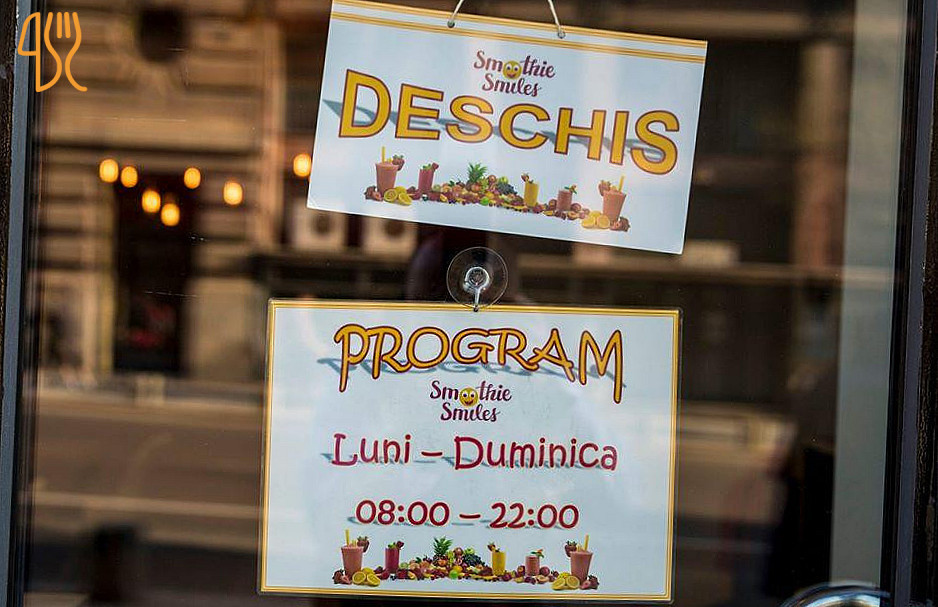 Smoothie
Smiles
DESCHIS
PROGRAM
Smoothie
Smiles
Luni – Duminica
08:00 – 22:00